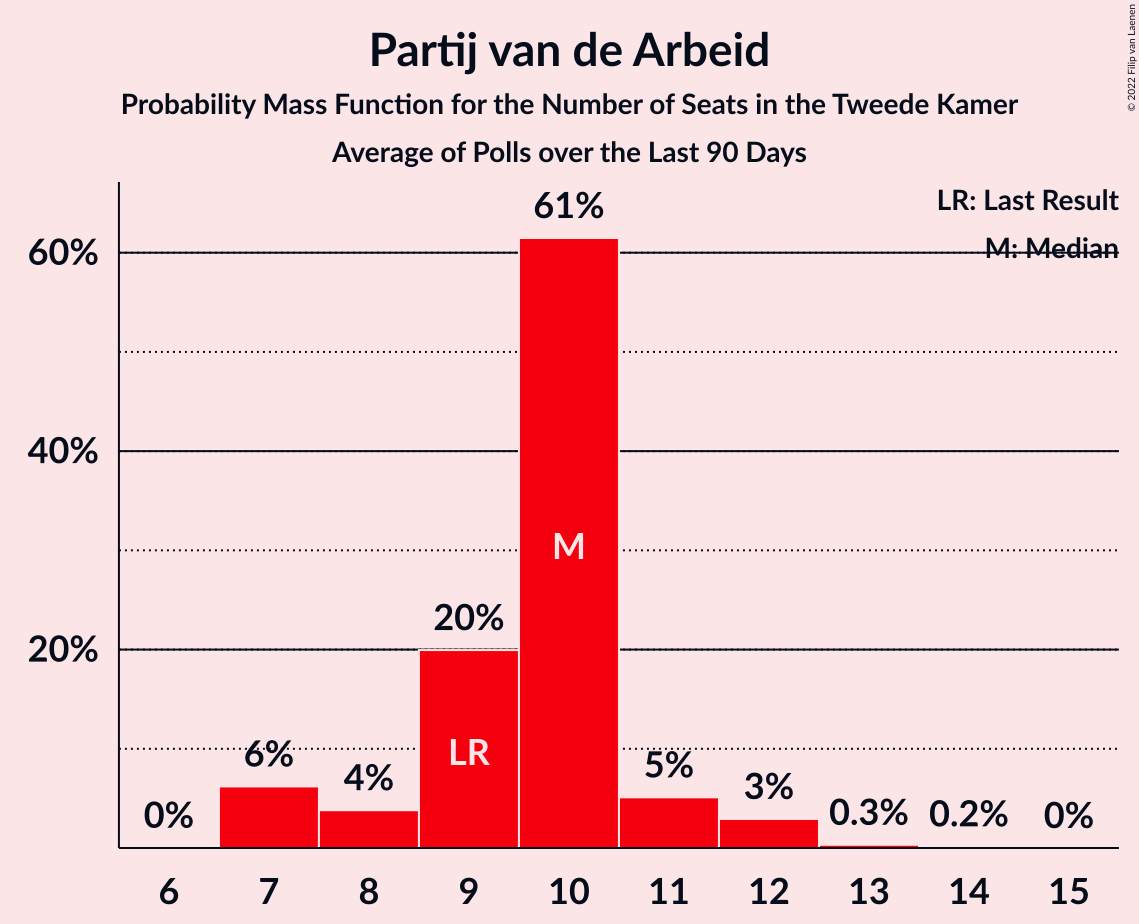 Partij van de Arbeid
Probability Mass Function for the Number of Seats in the Tweede Kamer
Average of Polls over the Last 90 Days
© 2022 Filip van Laenen
LR: Last Result
M: Median
60%
40%
20%
0%
6%
4%
20%
61%
5%
3%
0.3%
0.2%
0%
LR
M
6 7 8 9 10 11 12 13 14 15